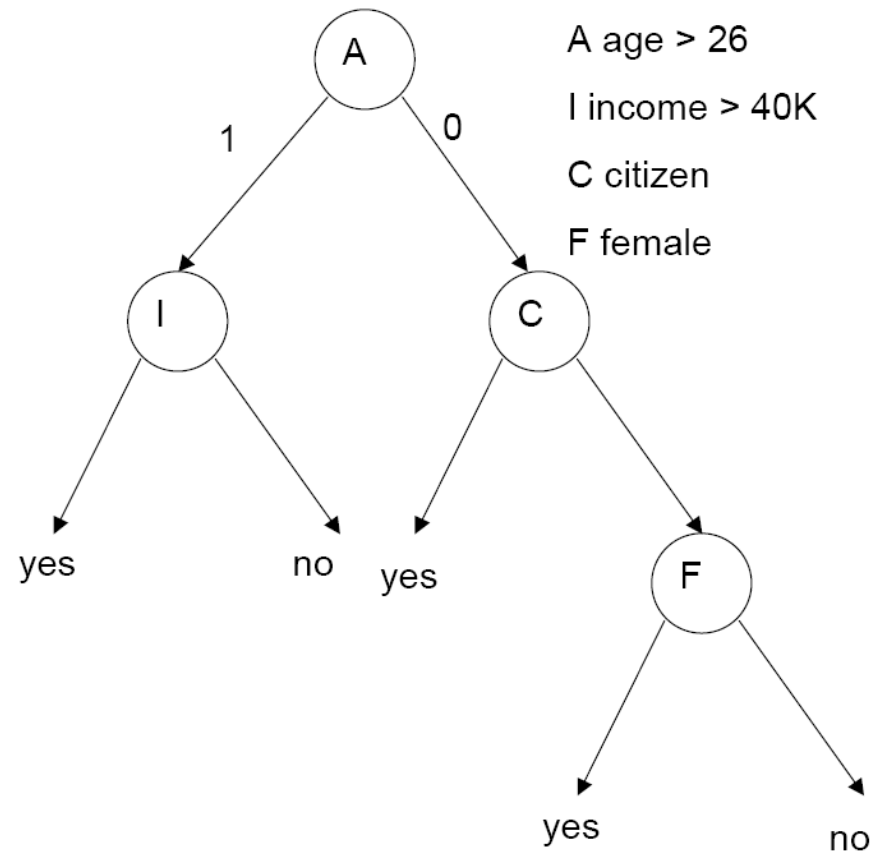 A
A age > 26
1
0
I income > 40K
C citizen
F female
I
C
yes
no
yes
F
yes
no